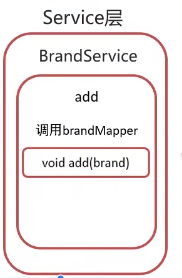 Service层
BrandService
add
调用brandMapper
void add(brand)